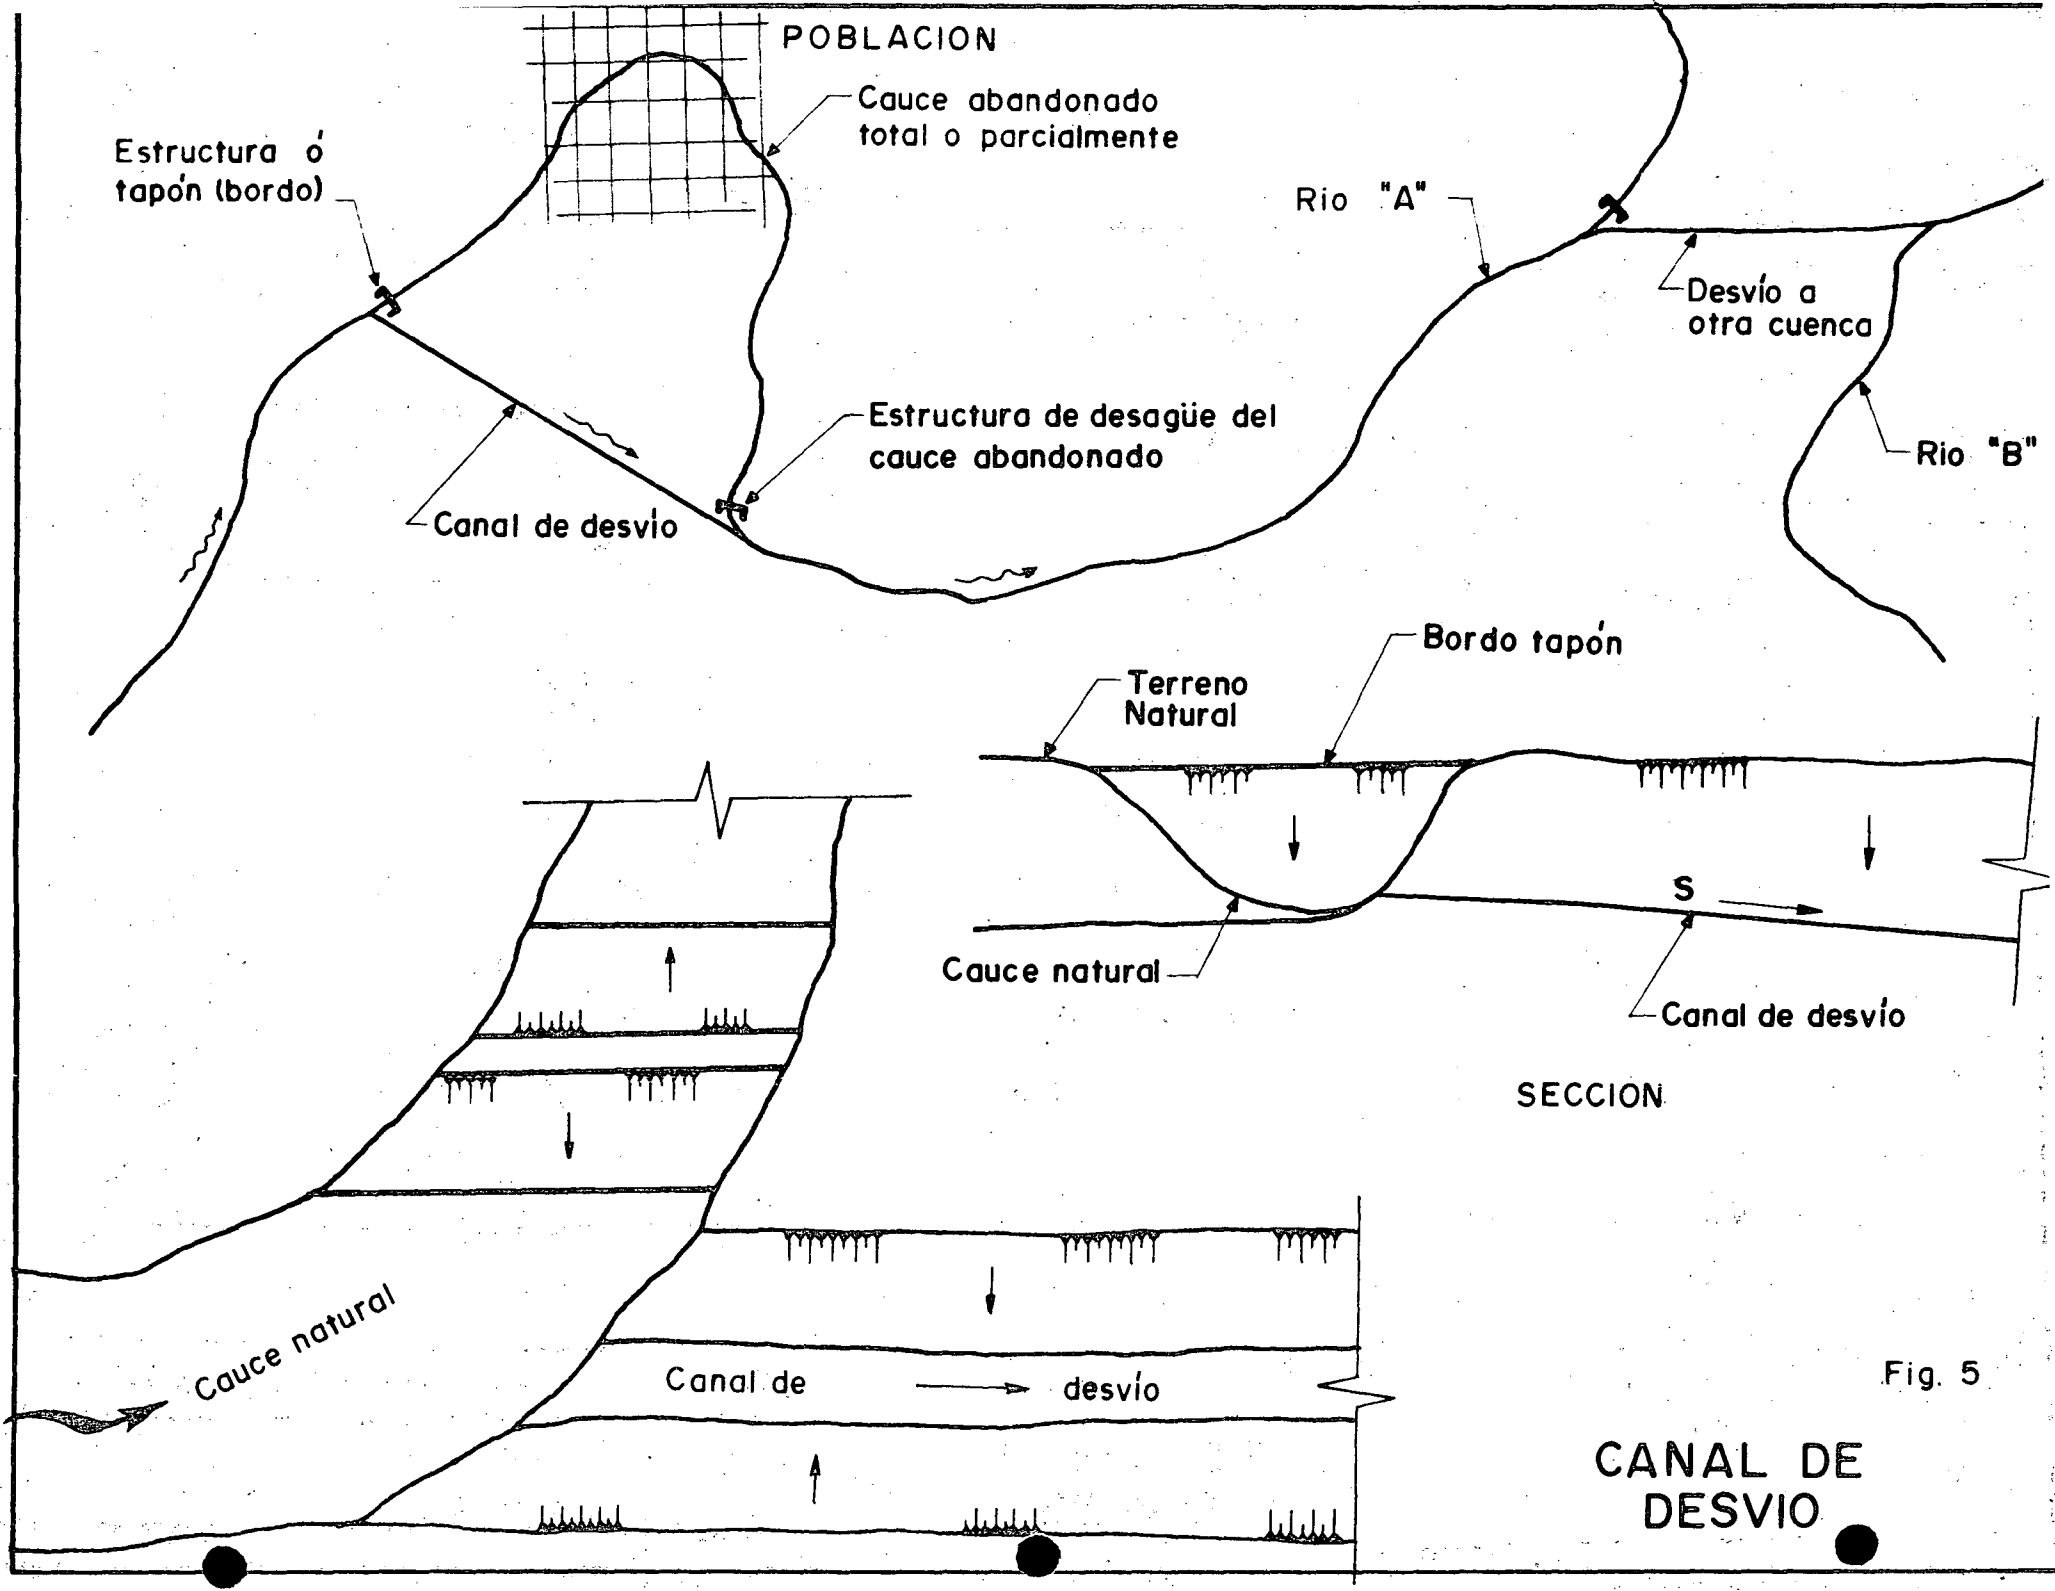 POBLACION
Cauce abandonado
total o parcialmente
Estructura ó
tapón (bordo)
Rio "A"
Desvío a
otra cuenca
Estructura de desagüe del
cauce abandonado
Rio "B"
Canal de desvío
Bordo tapón
Terreno
Natural
S
Cauce natural
Canal de desvío
SECCION
Cauce natural
Canal de desvío
Fig. 5
CANAL DE
DESVIO